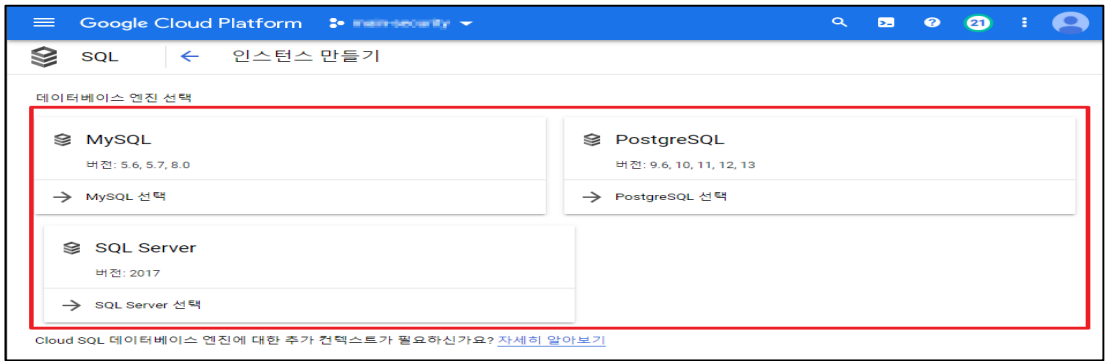 Google Cloud Platform
21
SQL 인스턴스 만들기
데이터베이스 엔진 선택
MySQL
버전: 5.6, 5.7, 8.0
MySQL 선택
PostgreSQL
버전: 9.6, 10, 11, 12, 13
PostgreSQL 선택
SQL Server
버전: 2017
SQL Server 선택
Cloud SQL 데이터베이스 엔진에 대한 추가 컨텍스트가 필요하신가요? 자세히 알아보기